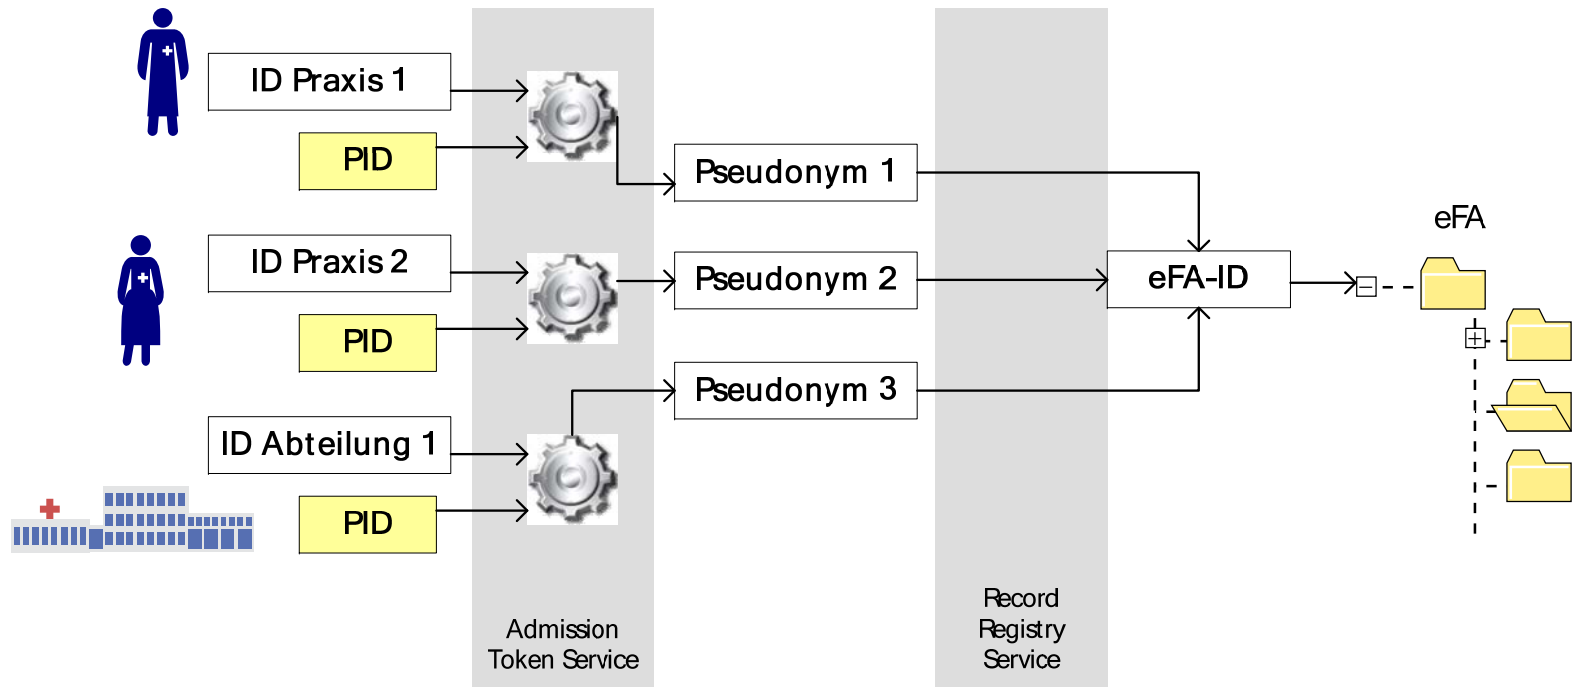 ID Praxis 1
PID
Pseudonym 1
eFA
ID Praxis 2
Pseudonym 2
eFA-ID
PID
Pseudonym 3
ID Abteilung 1
PID
Admission
Token Service
Record
Registry
Service